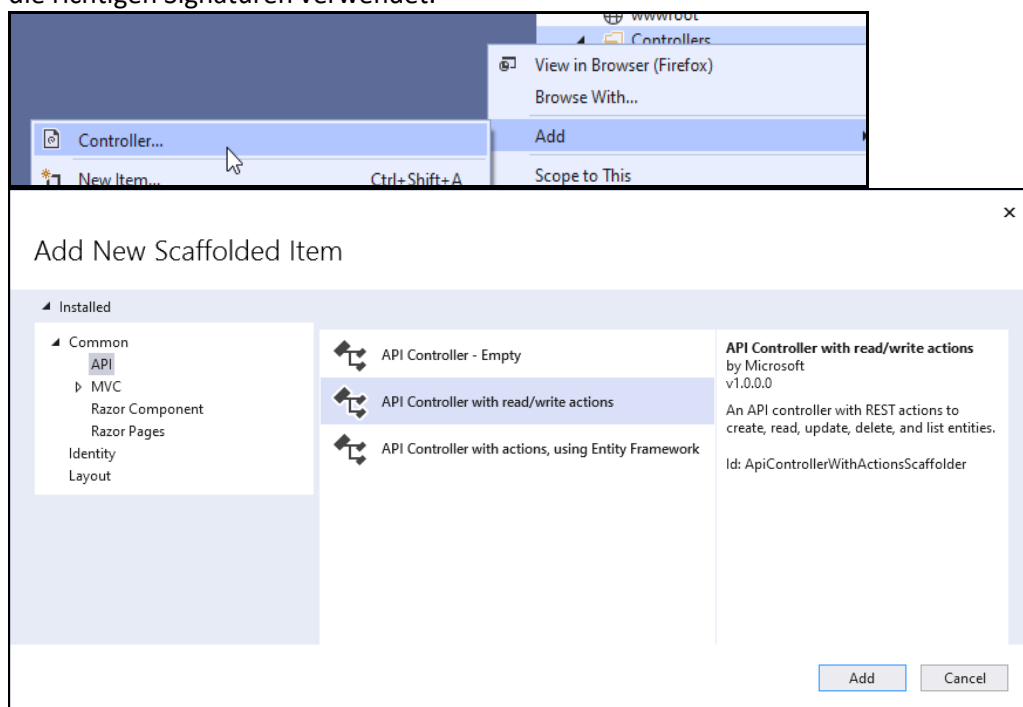 die richtigen Signaturen verwendet.
wwwroot
Controllers
View in Browser (Firefox)
Browse With...
Add
Controller...
New Item... Ctrl+Shift+A
Scope to This
Add New Scaffolded Item
Installed
Common
API
MVC
Razor Component
Razor Pages
Identity
Layout
API Controller - Empty
API Controller with read/write actions
API Controller with actions, using Entity Framework
API Controller with read/write actions
by Microsoft
v1.0.0.0
An API controller with REST actions to
create, read, update, delete, and list entities.
Id: ApiControllerWithActionsScaffolder
Add
Cancel